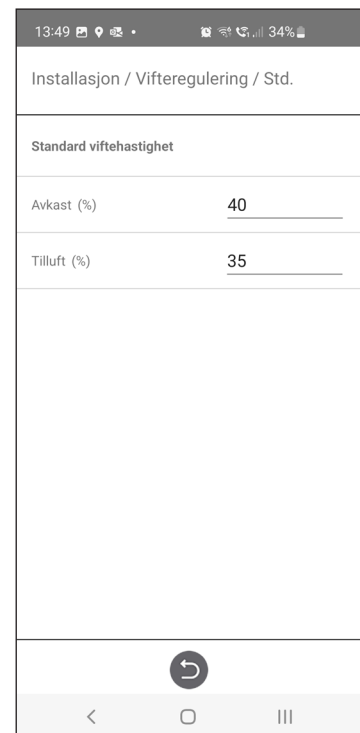 13:49 34%
Installasjon / Vifteregulering / Std.
Standard viftehastighet
Avkast (%) 40
Tilluft (%) 35